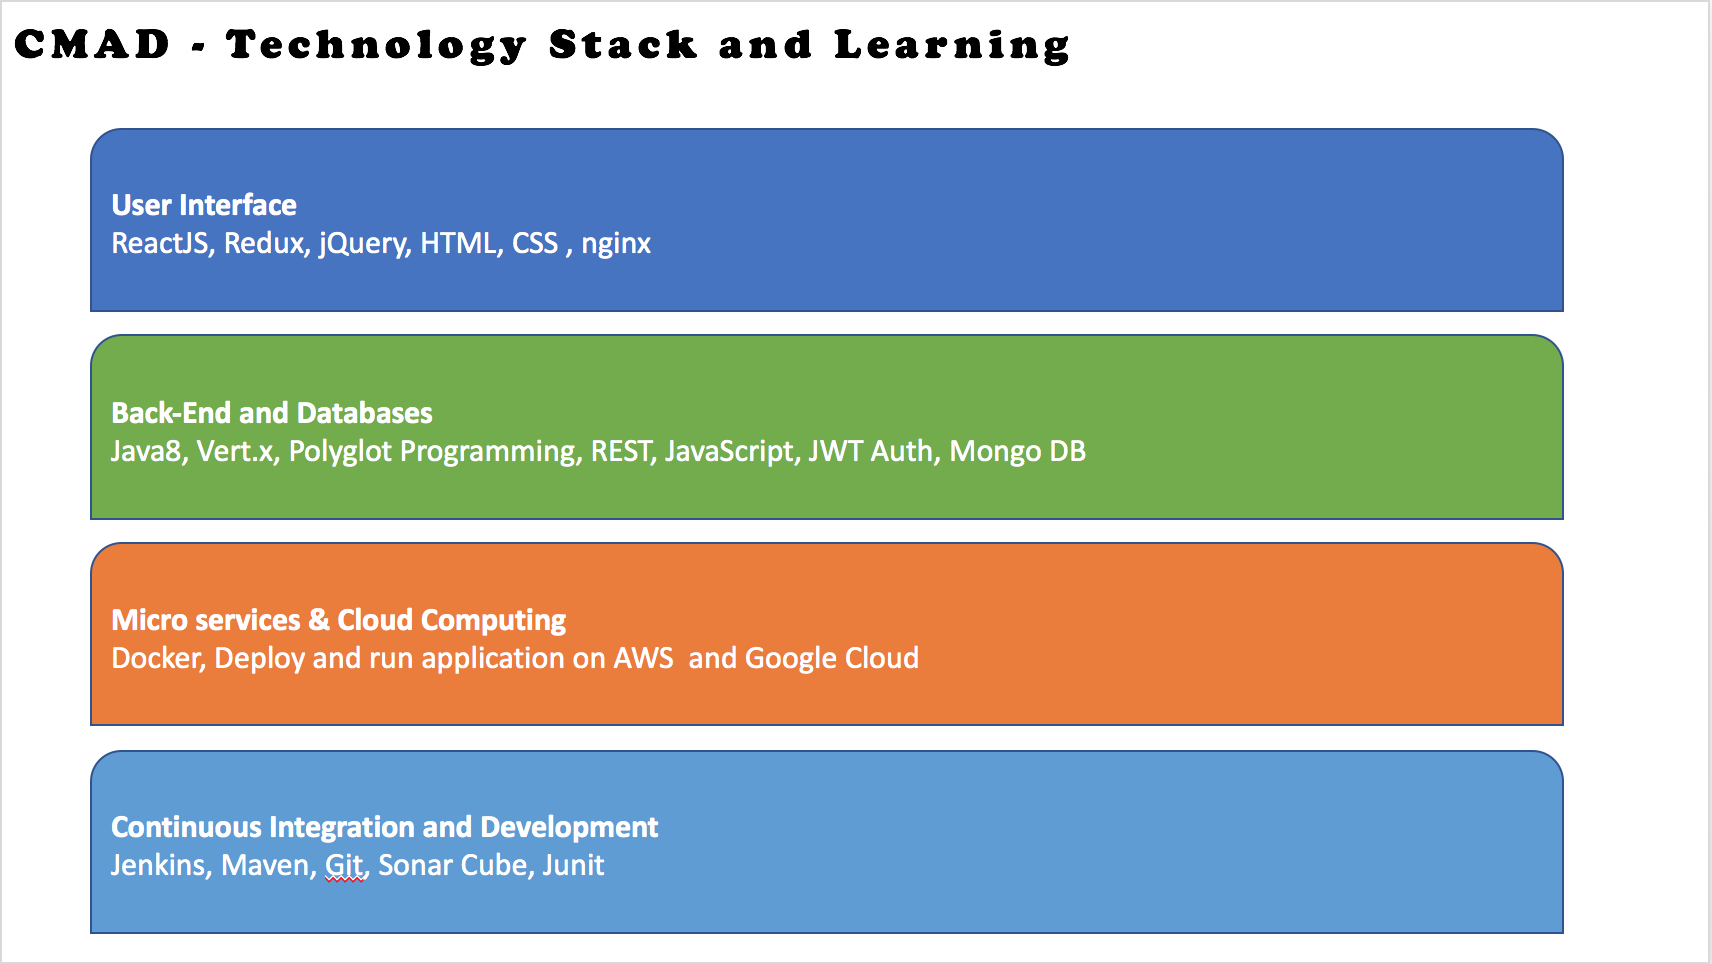 CMAD - Technology Stack and Learning
User Interface
ReactJS, Redux, jQuery, HTML, CSS , nginx
Back-End and Databases
Java8, Vert.x, Polyglot Programming, REST, JavaScript, JWT Auth, Mongo DB
Micro services & Cloud Computing
Docker, Deploy and run application on AWS  and Google Cloud
Continuous Integration and Development
Jenkins, Maven, Git, Sonar Cube, Junit